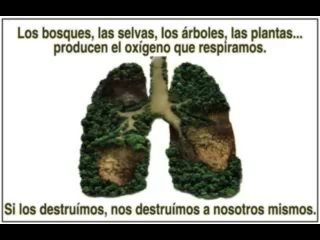 Los bosques, las selvas, los árboles, las plantas...
producen el oxígeno que respiramos.
Si los destruímos, nos destruímos a nosotros mismos.